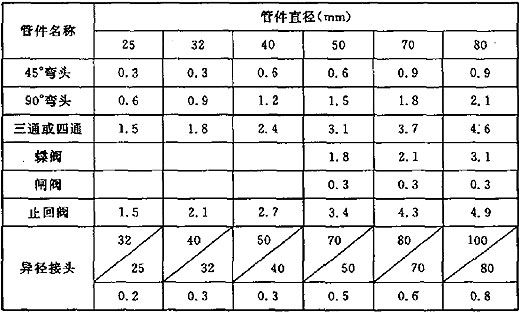 管件名称 管件直径(mm)
25 32 40 50 70 80
45°弯头 0.3 0.3 0.6 0.6 0.9 0.9
90°弯头 0.6 0.9 1.2 1.5 1.8 2.1
三通或四通 1.5 1.8 2.4 3.1 3.7 4.6
蝶阀 1.8 2.1 3.1
闸阀 0.3 0.3 0.3
止回阀 1.5 2.1 2.7 3.4 4.3 4.9
异径接头 32 40 50 70 80 100
25 32 40 50 70 80
0.2 0.3 0.3 0.5 0.6 0.8